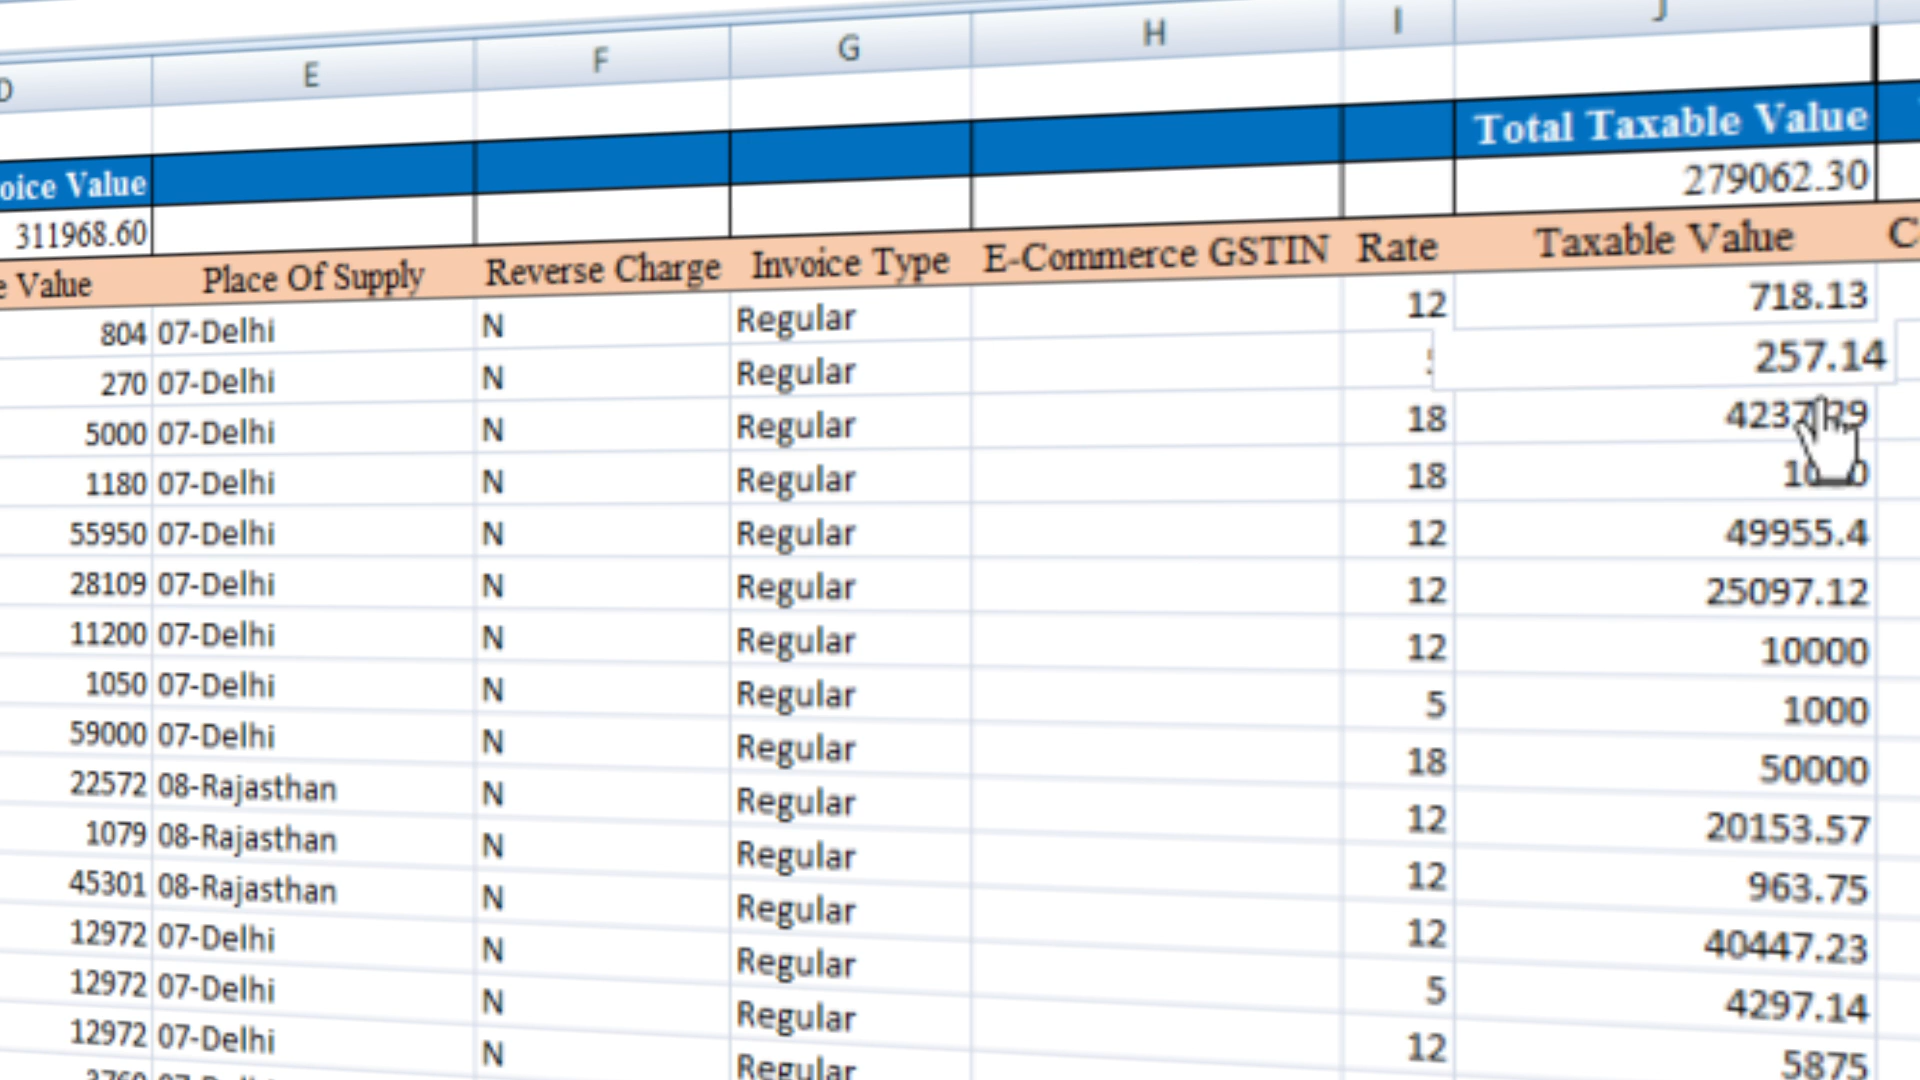 D E F G H I J
oice Value Total Taxable Value
311968.60 279062.30
e Value Place Of Supply Reverse Charge Invoice Type E-Commerce GSTIN Rate Taxable Value C
804 07-Delhi N Regular 12 718.13
270 07-Delhi N Regular 257.14
5000 07-Delhi N Regular 18
1180 07-Delhi N Regular 18
55950 07-Delhi N Regular 12 49955.4
28109 07-Delhi N Regular 12 25097.12
11200 07-Delhi N Regular 12 10000
1050 07-Delhi N Regular 5 1000
59000 07-Delhi N Regular 18 50000
22572 08-Rajasthan N Regular 12 20153.57
1079 08-Rajasthan N Regular 12 963.75
45301 08-Rajasthan N Regular 12 40447.23
12972 07-Delhi N Regular 5 4297.14
12972 07-Delhi N Regular 12 5875
12972 07-Delhi N Regular